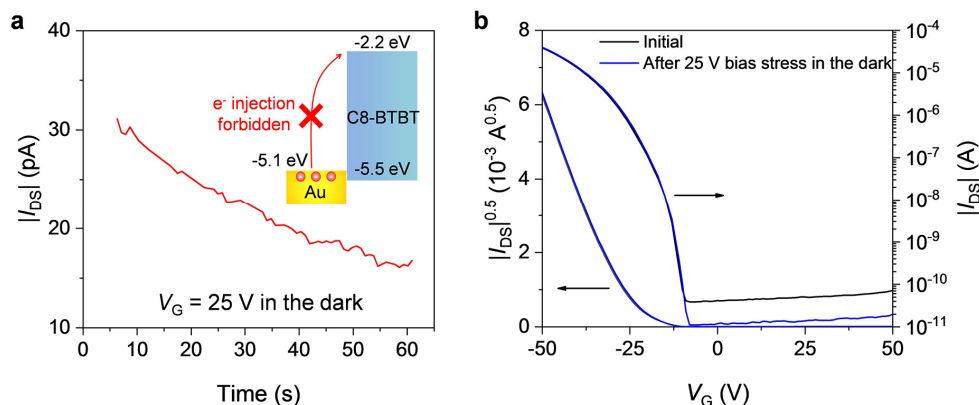 a
|I_DS| (pA)
40
30
20
10
0
10
20
30
40
50
60
Time (s)
e⁻ injection
forbidden
-2.2 eV
C8-BTBT
-5.1 eV
-5.5 eV
Au
V_G = 25 V in the dark
b
|I_DS|^0.5 (10^-3 A^0.5)
8
6
4
2
0
Initial
After 25 V bias stress in the dark
10^-4
10^-5
10^-6
10^-7
10^-8
10^-9
10^-10
10^-11
|I_DS| (A)
-50
-25
0
25
50
V_G (V)